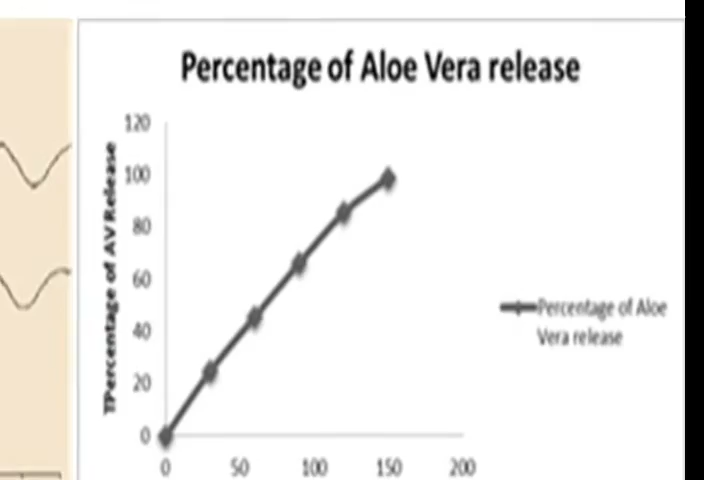 Percentage of Aloe Vera release
120
100
80
60
40
20
0
TPercentage of AV Release
0 50 100 150 200
Percentage of Aloe
Vera release